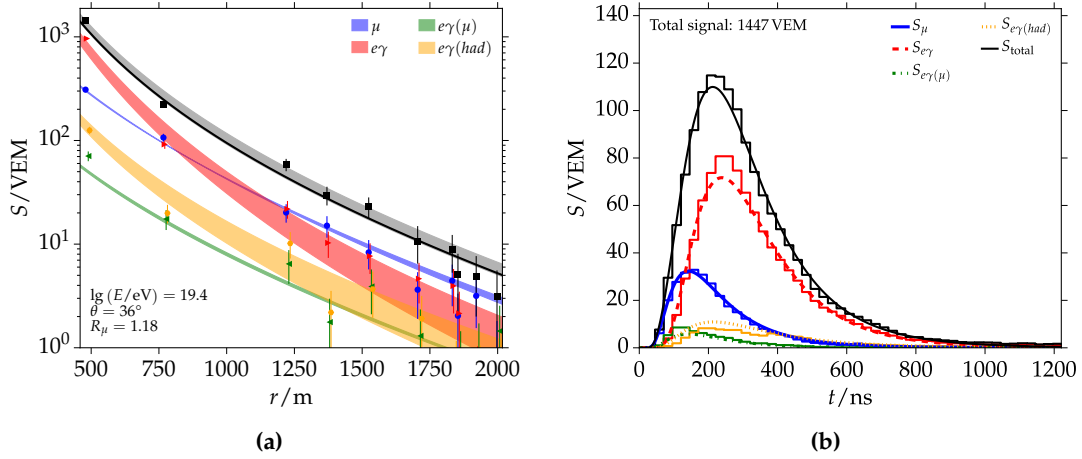 10³
10²
10¹
10⁰
S/VEM
μ
eγ
eγ(μ)
eγ(had)
lg (E/eV) = 19.4
θ = 36°
Rμ = 1.18
500 750 1000 1250 1500 1750 2000
r/m
(a)
140
120
100
80
60
40
20
0
S/VEM
Total signal: 1447 VEM
Sμ
Seγ
Seγ(μ)
Seγ(had)
Stotal
0 200 400 600 800 1000 1200
t/ns
(b)